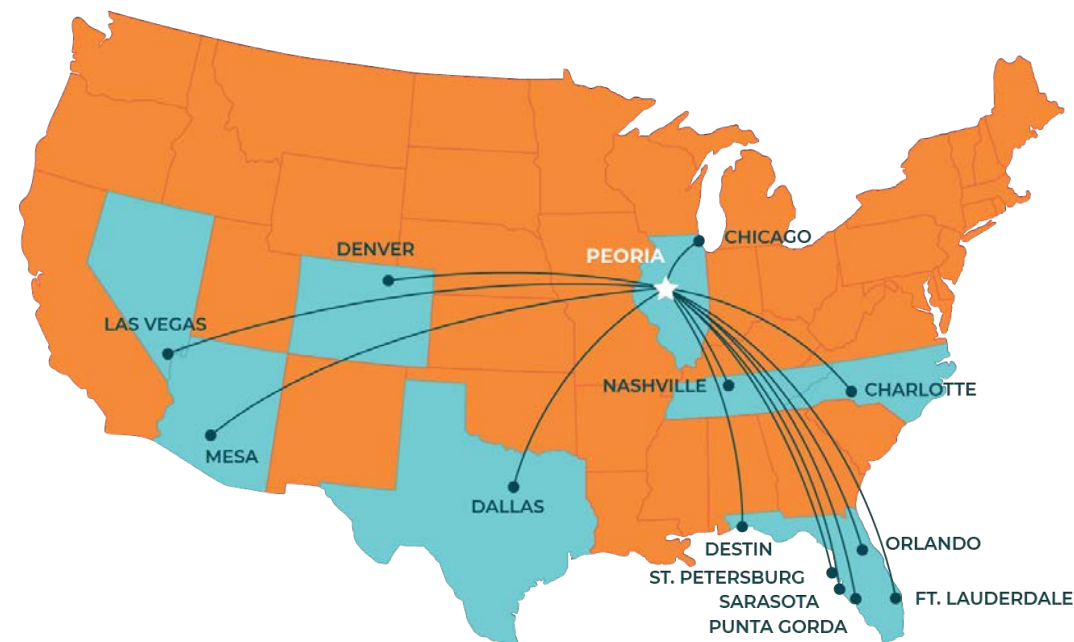 CHICAGO
DENVER
PEORIA
LAS VEGAS
NASHVILLE
CHARLOTTE
MESA
DALLAS
DESTIN
ORLANDO
ST. PETERSBURG
SARASOTA
FT. LAUDERDALE
PUNTA GORDA